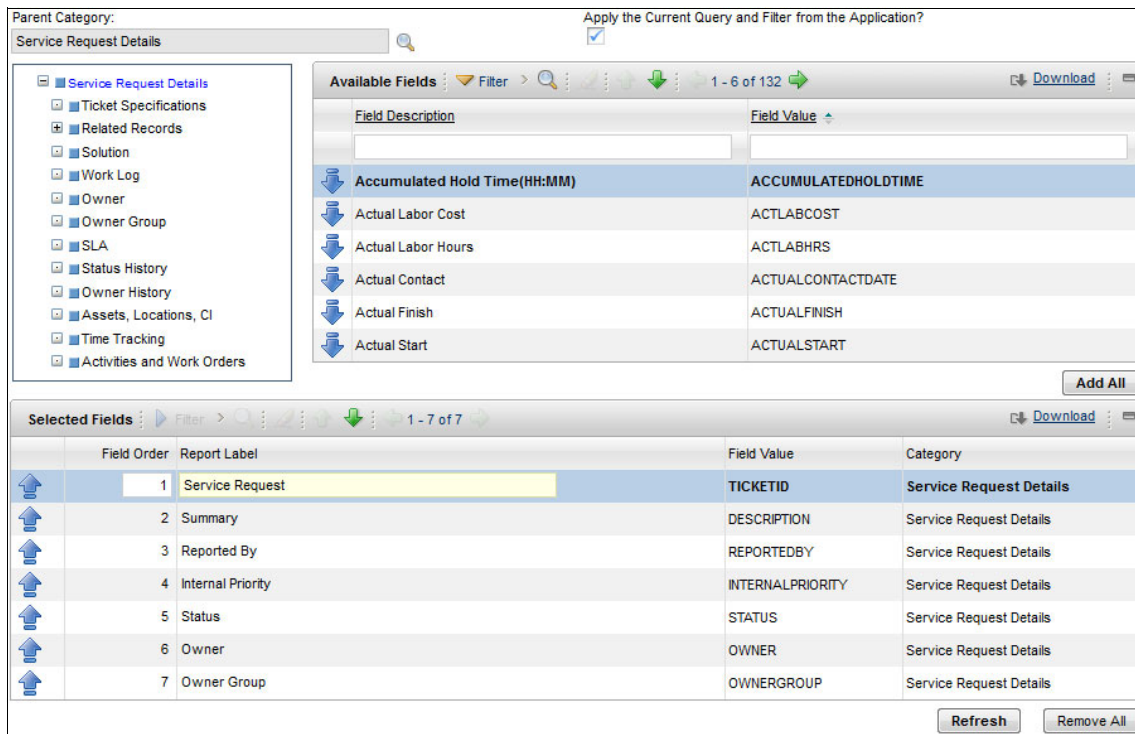 Parent Category: Apply the Current Query and Filter from the Application?
Service Request Details
Service Request Details
Ticket Specifications
Related Records
Solution
Work Log
Owner
Owner Group
SLA
Status History
Owner History
Assets, Locations, CI
Time Tracking
Activities and Work Orders
Available Fields Filter > 1 - 6 of 132 Download
Field Description Field Value
Accumulated Hold Time(HH:MM) ACCUMULATEDHOLDTIME
Actual Labor Cost ACTLABCOST
Actual Labor Hours ACTLABHRS
Actual Contact ACTUALCONTACTDATE
Actual Finish ACTUALFINISH
Actual Start ACTUALSTART
Add All
Selected Fields Filter > 1 - 7 of 7 Download
Field Order Report Label Field Value Category
1 Service Request TICKETID Service Request Details
2 Summary DESCRIPTION Service Request Details
3 Reported By REPORTEDBY Service Request Details
4 Internal Priority INTERNALPRIORITY Service Request Details
5 Status STATUS Service Request Details
6 Owner OWNER Service Request Details
7 Owner Group OWNERGROUP Service Request Details
Refresh Remove All